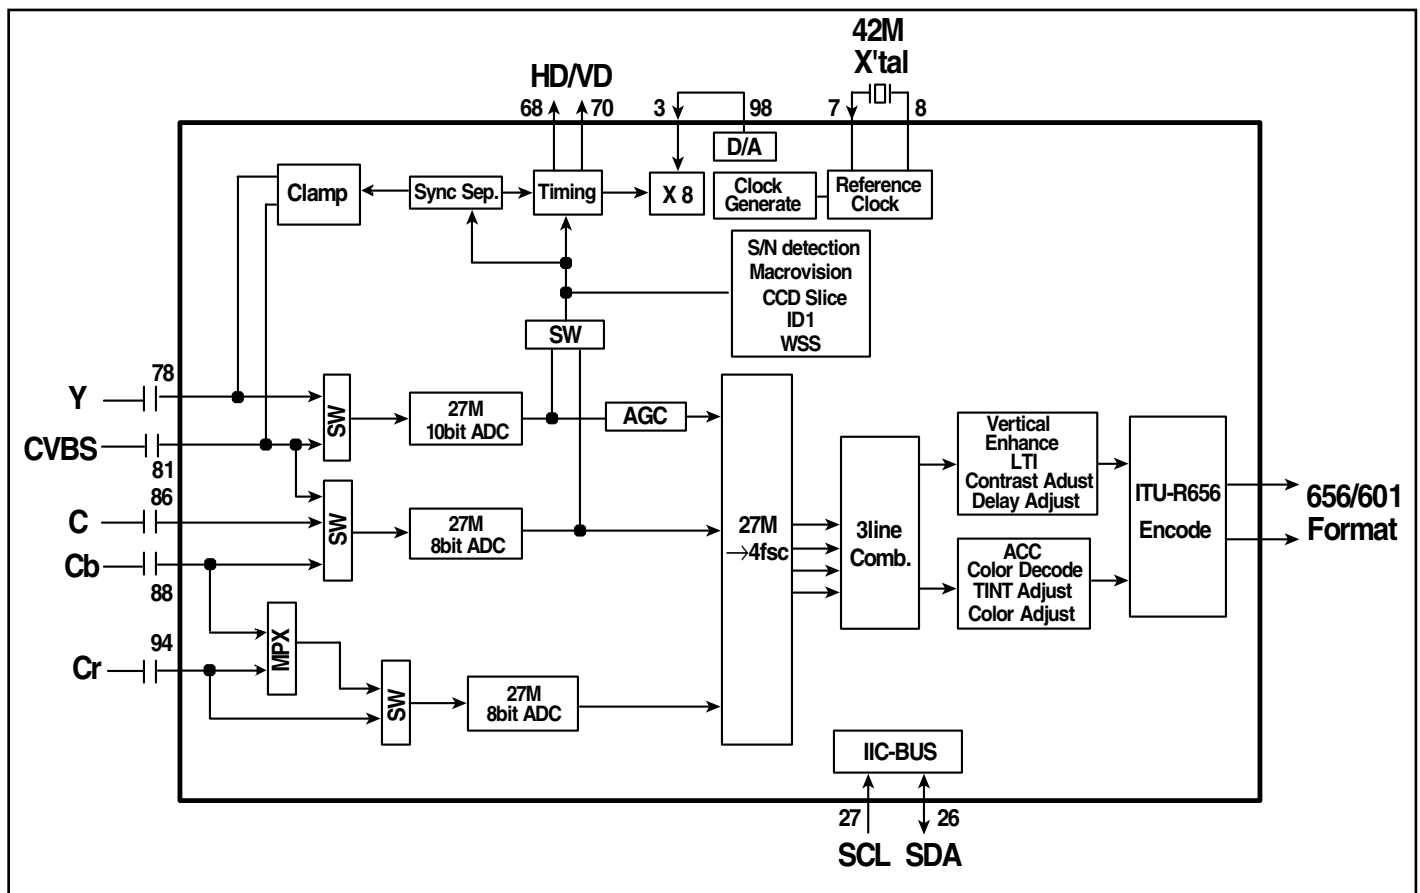 42M
X'tal
HD/VD
68
70
3
98
7
8
D/A
Clamp
Sync Sep.
Timing
X 8
Clock
Generate
Reference
Clock
S/N detection
Macrovision
CCD Slice
ID1
WSS
SW
78
Y
SW
27M
10bit ADC
AGC
CVBS
81
86
C
SW
27M
8bit ADC
Cb
88
27M
→4fsc
3line
Comb.
Vertical
Enhance
LTI
Contrast Adust
Delay Adjust
ACC
Color Decode
TINT Adjust
Color Adjust
ITU-R656
Encode
656/601
Format
94
Cr
MPX
SW
27M
8bit ADC
IIC-BUS
27
26
SCL
SDA